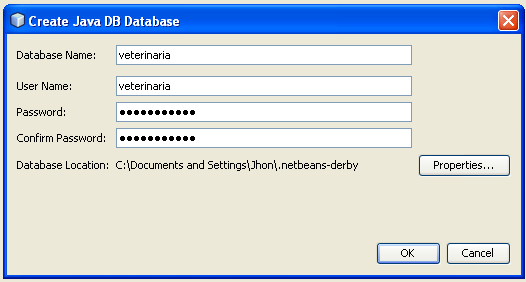 Create Java DB Database
Database Name: veterinaria
User Name: veterinaria
Password: ●●●●●●●●●●●
Confirm Password: ●●●●●●●●●●●
Database Location: C:\Documents and Settings\Jhon\.netbeans-derby Properties...
OK Cancel